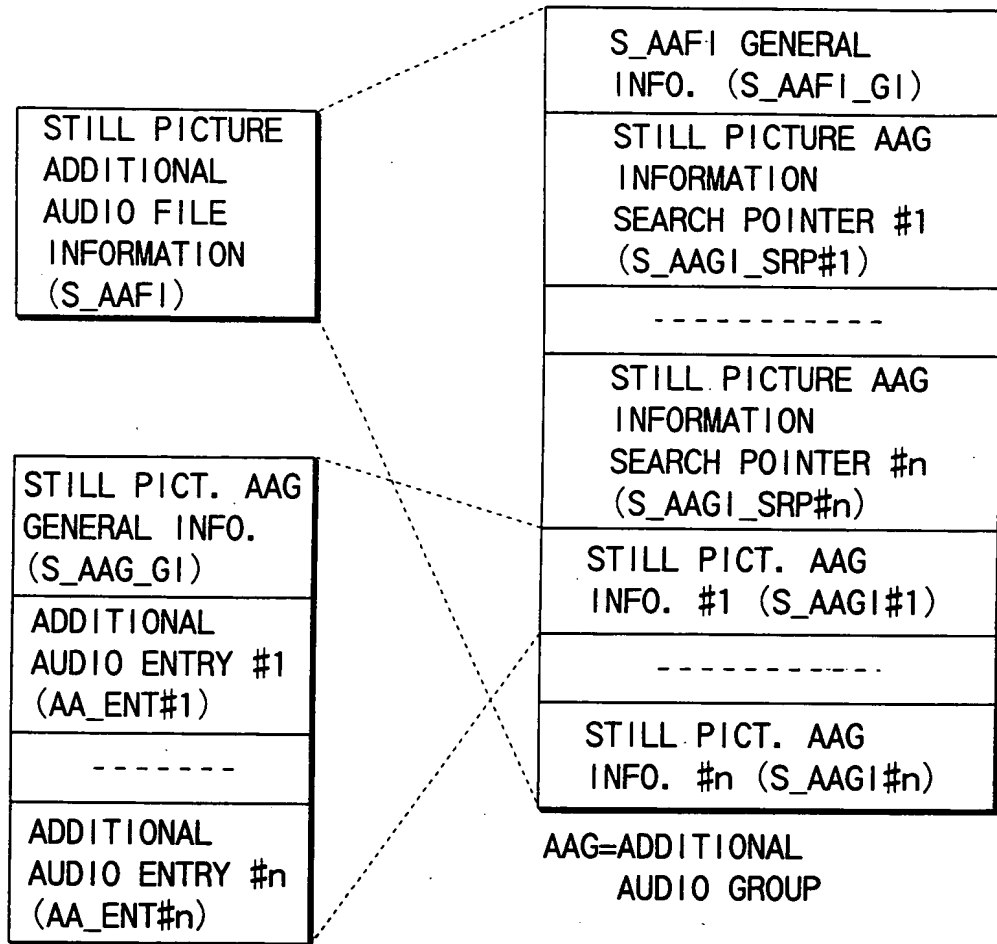 STILL PICTURE
ADDITIONAL
AUDIO FILE
INFORMATION
(S_AAFI)
STILL PICT. AAG
GENERAL INFO.
(S_AAG_GI)
ADDITIONAL
AUDIO ENTRY #1
(AA_ENT#1)
- - - - - - -
ADDITIONAL
AUDIO ENTRY #n
(AA_ENT#n)
S_AAFI GENERAL
INFO. (S_AAFI_GI)
STILL PICTURE AAG
INFORMATION
SEARCH POINTER #1
(S_AAGI_SRP#1)
- - - - - - - - - - -
STILL PICTURE AAG
INFORMATION
SEARCH POINTER #n
(S_AAGI_SRP#n)
STILL PICT. AAG
INFO. #1 (S_AAGI#1)
- - - - - - - - - - -
STILL PICT. AAG
INFO. #n (S_AAGI#n)
AAG=ADDITIONAL
AUDIO GROUP